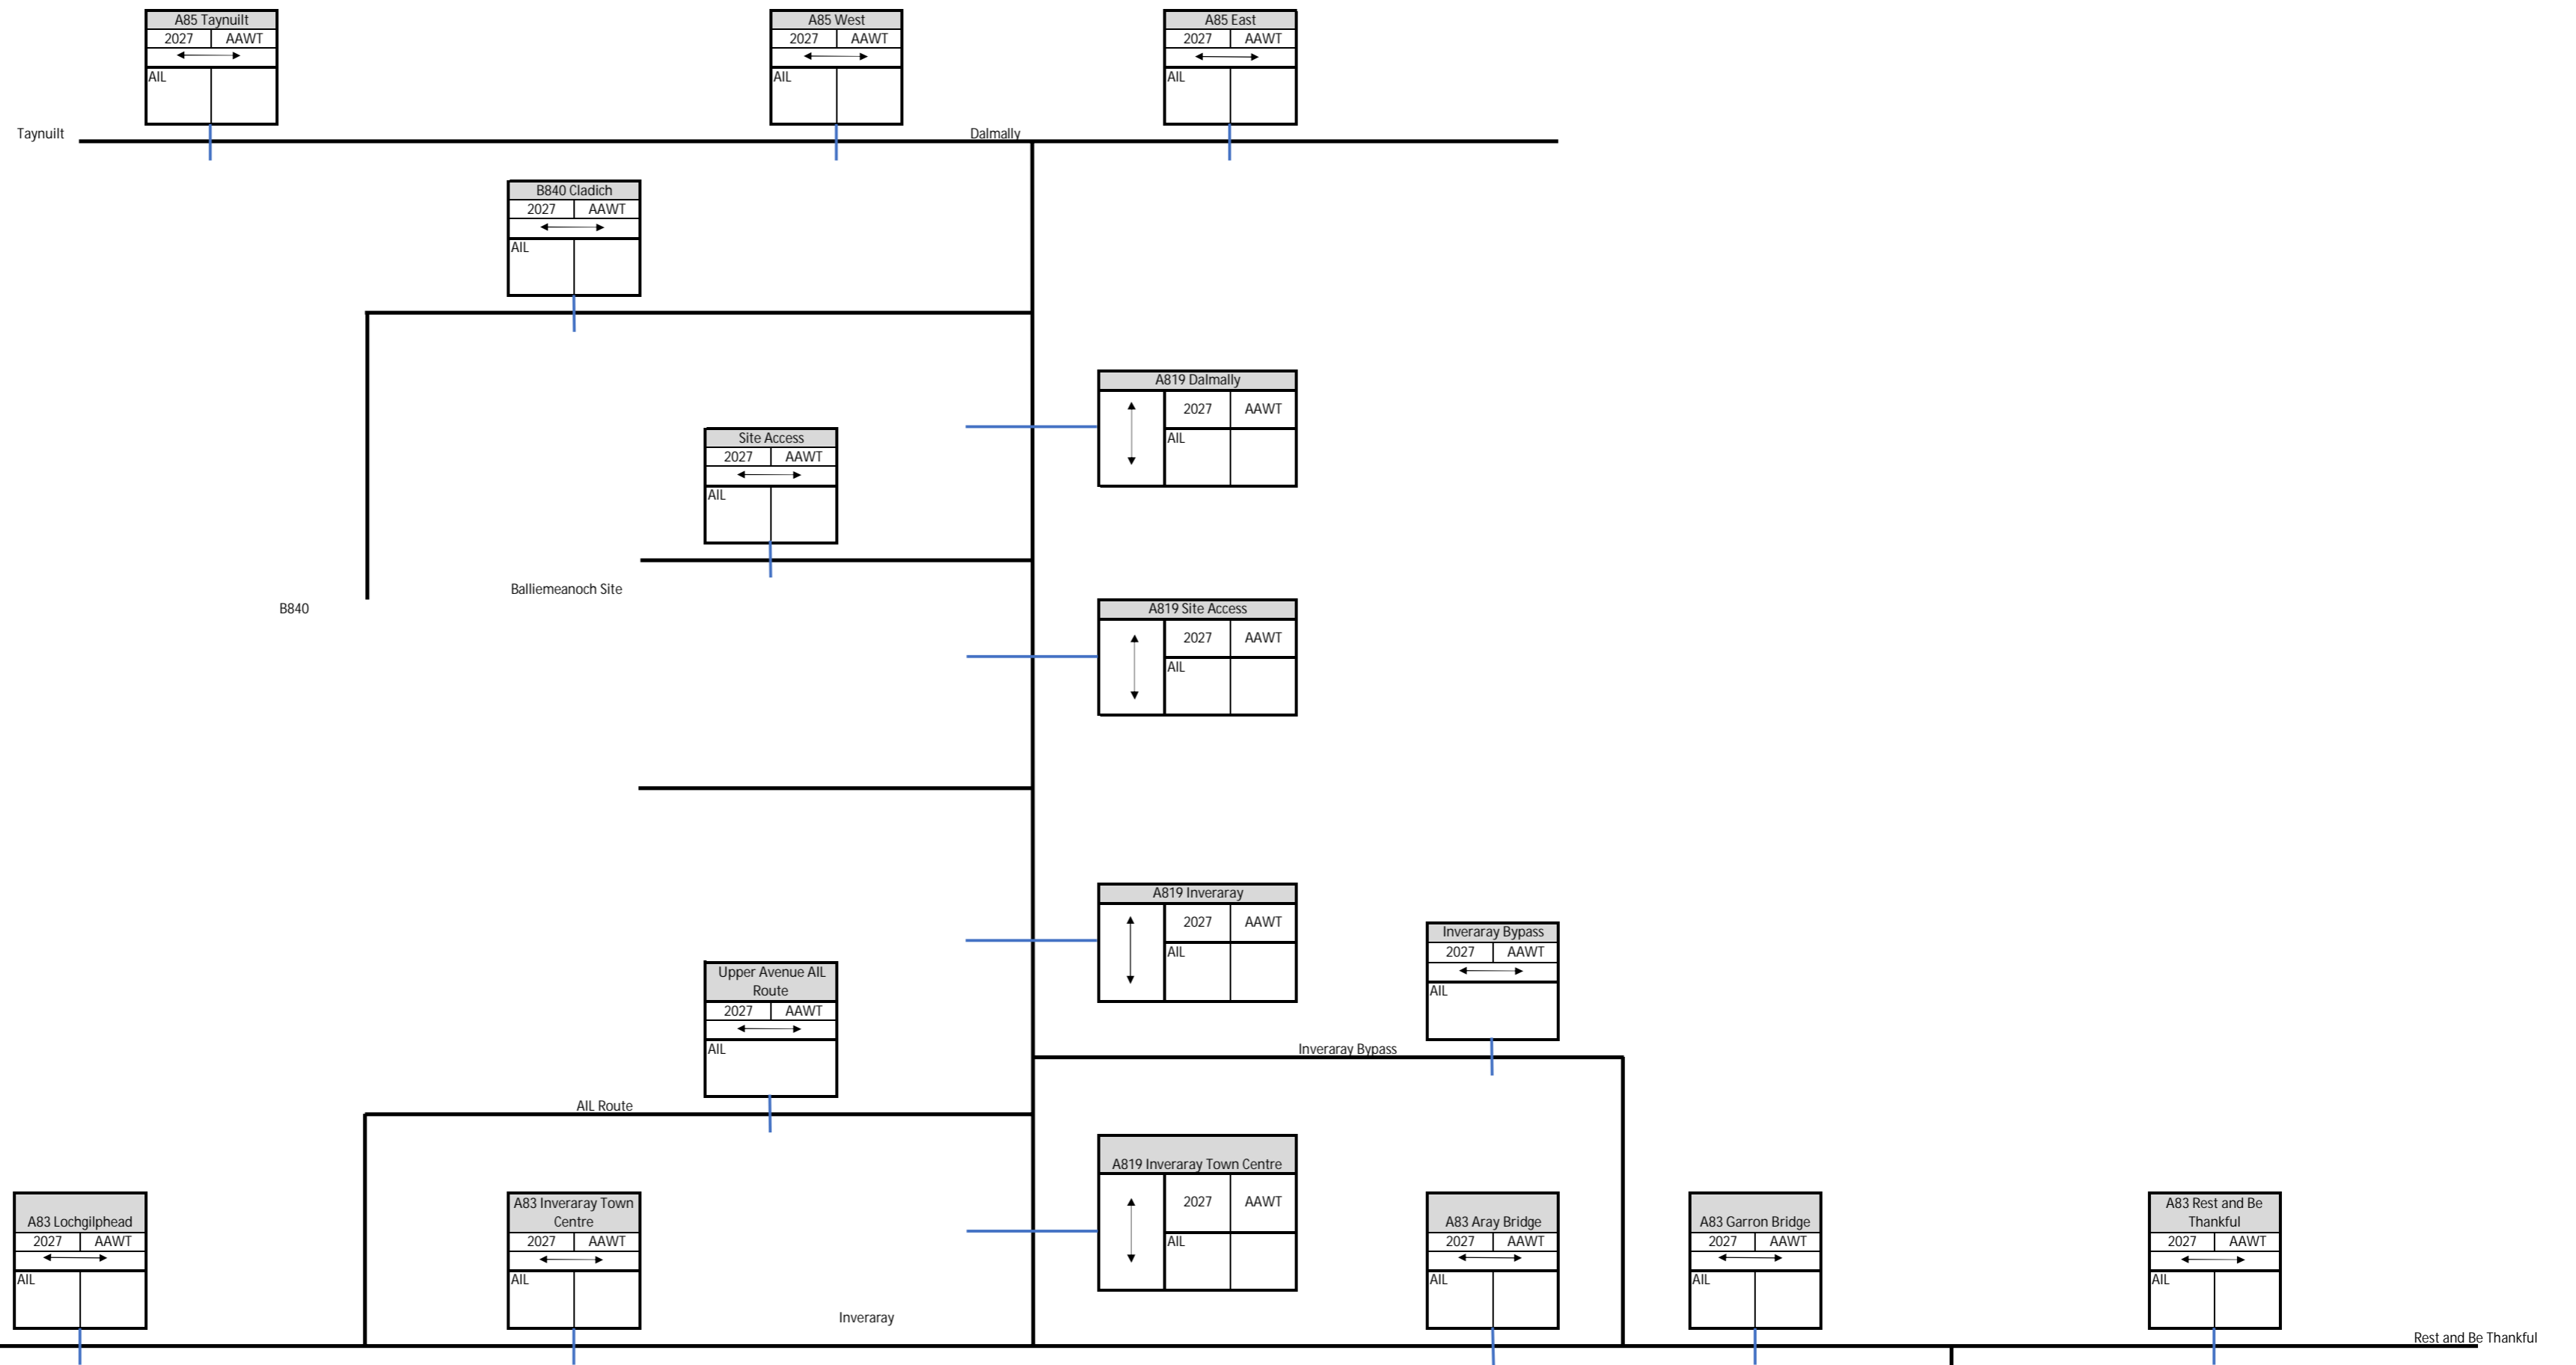 A85 Taynuilt
2027 AAWT
AIL
A85 West
2027 AAWT
AIL
A85 East
2027 AAWT
AIL
Taynuilt
Dalmally
B840 Cladich
2027 AAWT
AIL
A819 Dalmally
2027 AAWT
AIL
Site Access
2027 AAWT
AIL
Balliemeanoch Site
B840
A819 Site Access
2027 AAWT
AIL
A819 Inveraray
2027 AAWT
AIL
Inveraray Bypass
2027 AAWT
AIL
Upper Avenue AIL
Route
2027 AAWT
AIL
Inveraray Bypass
AIL Route
A819 Inveraray Town Centre
2027 AAWT
AIL
A83 Lochgilphead
2027 AAWT
AIL
A83 Inveraray Town
Centre
2027 AAWT
AIL
A83 Aray Bridge
2027 AAWT
AIL
A83 Garron Bridge
2027 AAWT
AIL
A83 Rest and Be
Thankful
2027 AAWT
AIL
Inveraray
Rest and Be Thankful